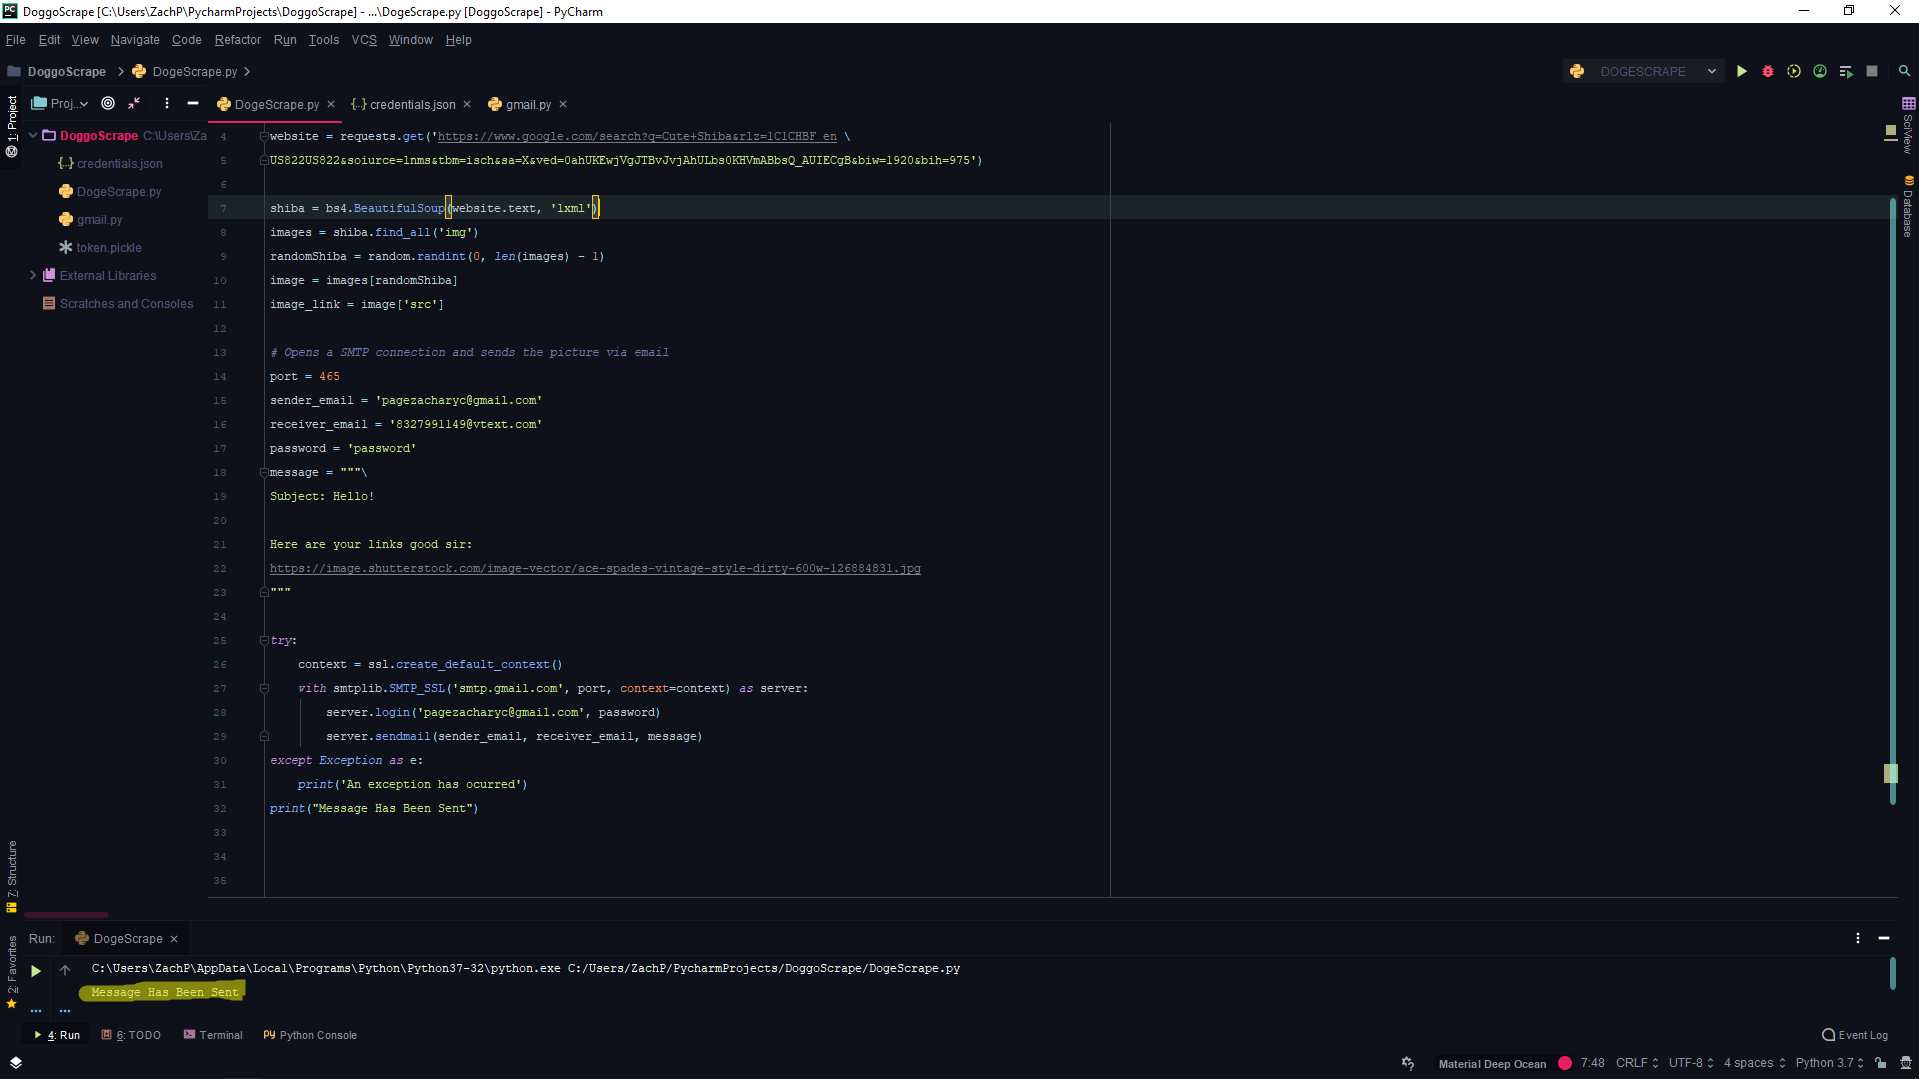 DoggoScrape [C:\Users\ZachP\PycharmProjects\DoggoScrape] - ...\DogeScrape.py [DoggoScrape] - PyCharm
File Edit View Navigate Code Refactor Run Tools VCS Window Help
DoggoScrape DogeScrape.py
DOGESCRAPE
1: Project
Proj...
DogeScrape.py credentials.json gmail.py
DoggoScrape C:\Users\Za
credentials.json
DogeScrape.py
gmail.py
token.pickle
External Libraries
Scratches and Consoles
4 website = requests.get('https://www.google.com/search?q=Cute+Shiba&rlz=1C1CHBF_en \
5 US822US822&soiurce=lnms&tbm=isch&sa=X&ved=0ahUKEwjVgJTBvJvjAhULbs0KHVmABbsQ_AUIECgB&biw=1920&bih=975')
6
7 shiba = bs4.BeautifulSoup(website.text, 'lxml')
8 images = shiba.find_all('img')
9 randomShiba = random.randint(0, len(images) - 1)
10 image = images[randomShiba]
11 image_link = image['src']
12
13 # Opens a SMTP connection and sends the picture via email
14 port = 465
15 sender_email = 'pagezacharyc@gmail.com'
16 receiver_email = '8327991149@vtext.com'
17 password = 'password'
18 message = """\
19 Subject: Hello!
20
21 Here are your links good sir:
22 https://image.shutterstock.com/image-vector/ace-spades-vintage-style-dirty-600w-126884831.jpg
23 """
24
25 try:
26 context = ssl.create_default_context()
27 with smtplib.SMTP_SSL('smtp.gmail.com', port, context=context) as server:
28 server.login('pagezacharyc@gmail.com', password)
29 server.sendmail(sender_email, receiver_email, message)
30 except Exception as e:
31 print('An exception has ocurred')
32 print("Message Has Been Sent")
33
34
35
SciView
Database
7: Structure
2: Favorites
Run: DogeScrape
C:\Users\ZachP\AppData\Local\Programs\Python\Python37-32\python.exe C:/Users/ZachP/PycharmProjects/DoggoScrape/DogeScrape.py
Message Has Been Sent
4: Run 6: TODO Terminal Python Console Event Log
Material Deep Ocean 7:48 CRLF UTF-8 4 spaces Python 3.7